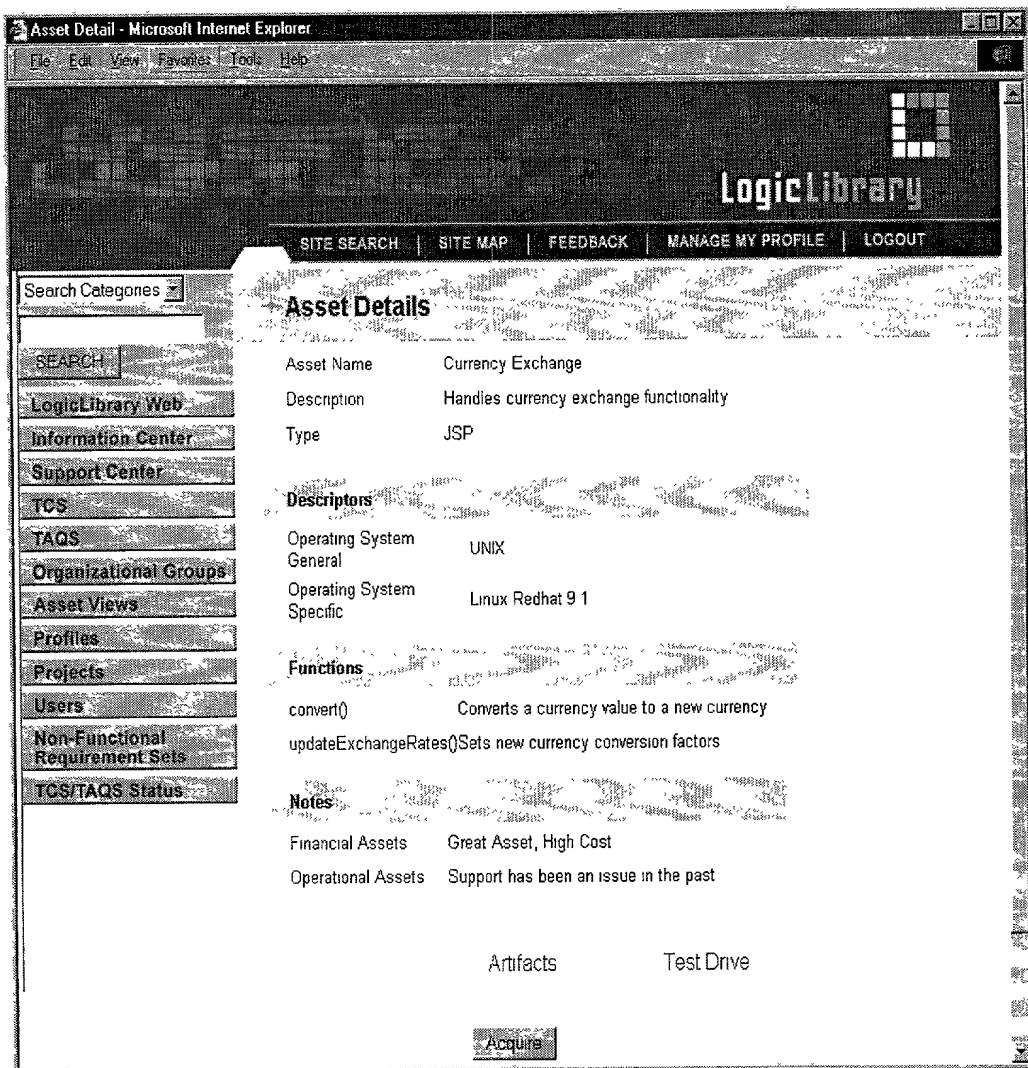 Asset Detail - Microsoft Internet Explorer
File Edit View Favorites Tools Help
LogicLibrary
SITE SEARCH | SITE MAP | FEEDBACK | MANAGE MY PROFILE | LOGOUT
Search Categories
SEARCH
LogicLibrary Web
Information Center
Support Center
TCS
TAQS
Organizational Groups
Asset Views
Profiles
Projects
Users
Non-Functional
Requirement Sets
TCS/TAQS Status
Asset Details
Asset Name Currency Exchange
Description Handles currency exchange functionality
Type JSP
Descriptors
Operating System
General UNIX
Operating System
Specific Linux Redhat 9 1
Functions
convert() Converts a currency value to a new currency
updateExchangeRates()Sets new currency conversion factors
Notes
Financial Assets Great Asset, High Cost
Operational Assets Support has been an issue in the past
Artifacts Test Drive
Acquire